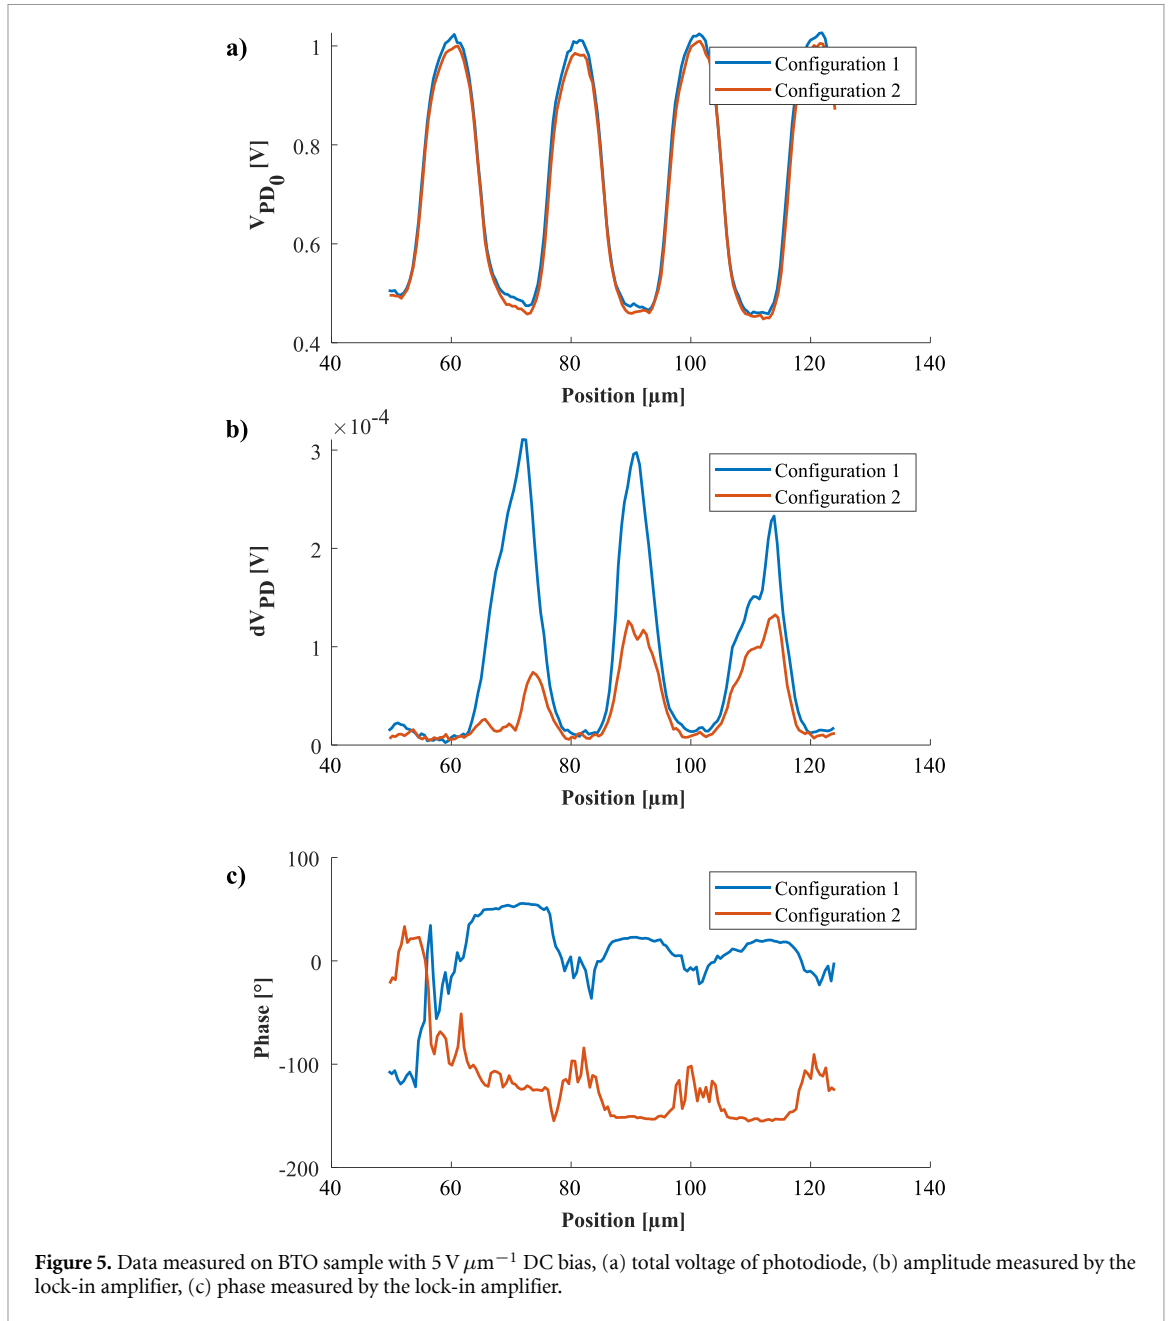 a)
1
0.8
0.6
0.4
V_PD_0 [V]
Configuration 1
Configuration 2
40 60 80 100 120 140
Position [µm]
b)
×10^-4
3
2
1
0
dV_PD [V]
Configuration 1
Configuration 2
40 60 80 100 120 140
Position [µm]
c)
100
0
-100
-200
Phase [°]
Configuration 1
Configuration 2
40 60 80 100 120 140
Position [µm]
Figure 5. Data measured on BTO sample with 5 V µm−1 DC bias, (a) total voltage of photodiode, (b) amplitude measured by the
lock-in amplifier, (c) phase measured by the lock-in amplifier.